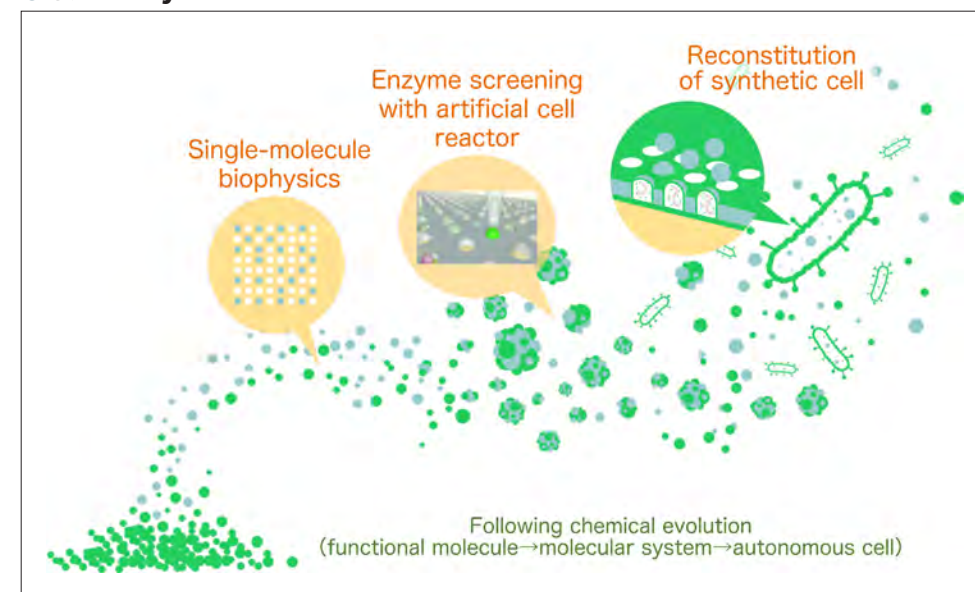 Reconstitution
of synthetic cell
Enzyme screening
with artificial cell
reactor
Single-molecule
biophysics
Following chemical evolution
(functional molecule→molecular system→autonomous cell)